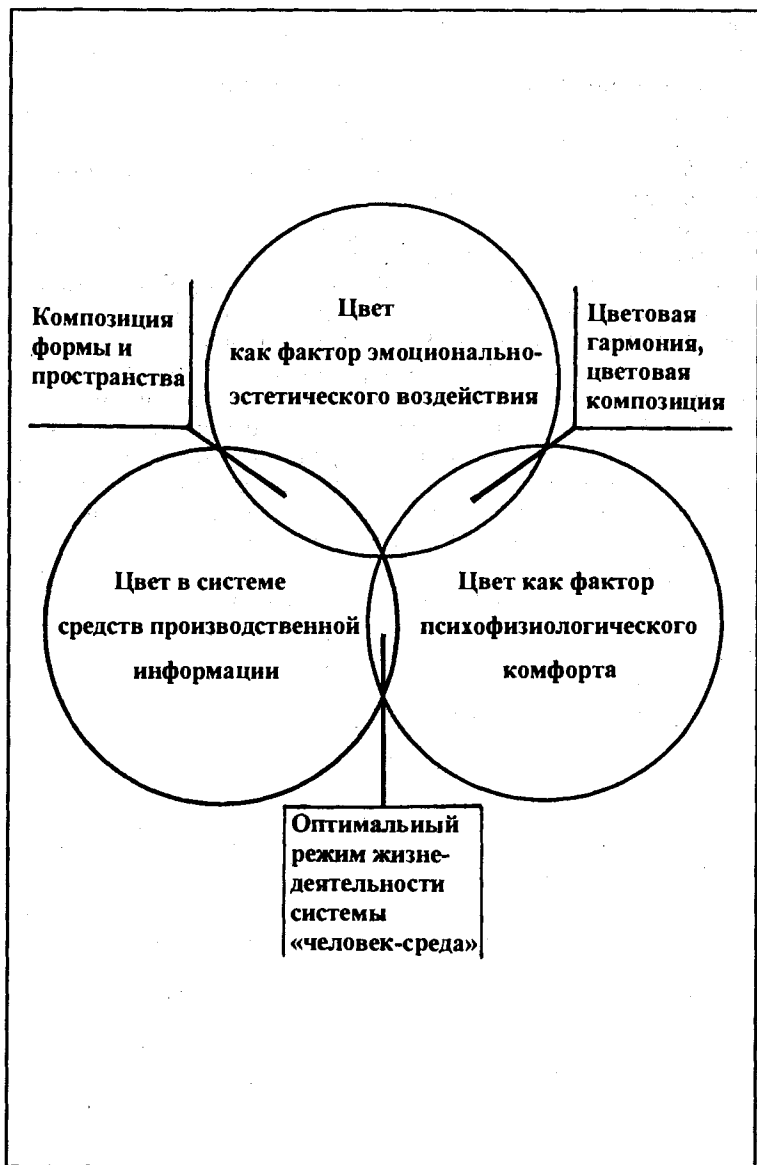 Цвет
как фактор эмоционально-
эстетического воздействия
Композиция
формы и
пространства
Цветовая
гармония,
цветовая
композиция
Цвет в системе
средств производственной
информации
Цвет как фактор
психофизиологического
комфорта
Оптимальный
режим жизне-
деятельности
системы
«человек-среда»